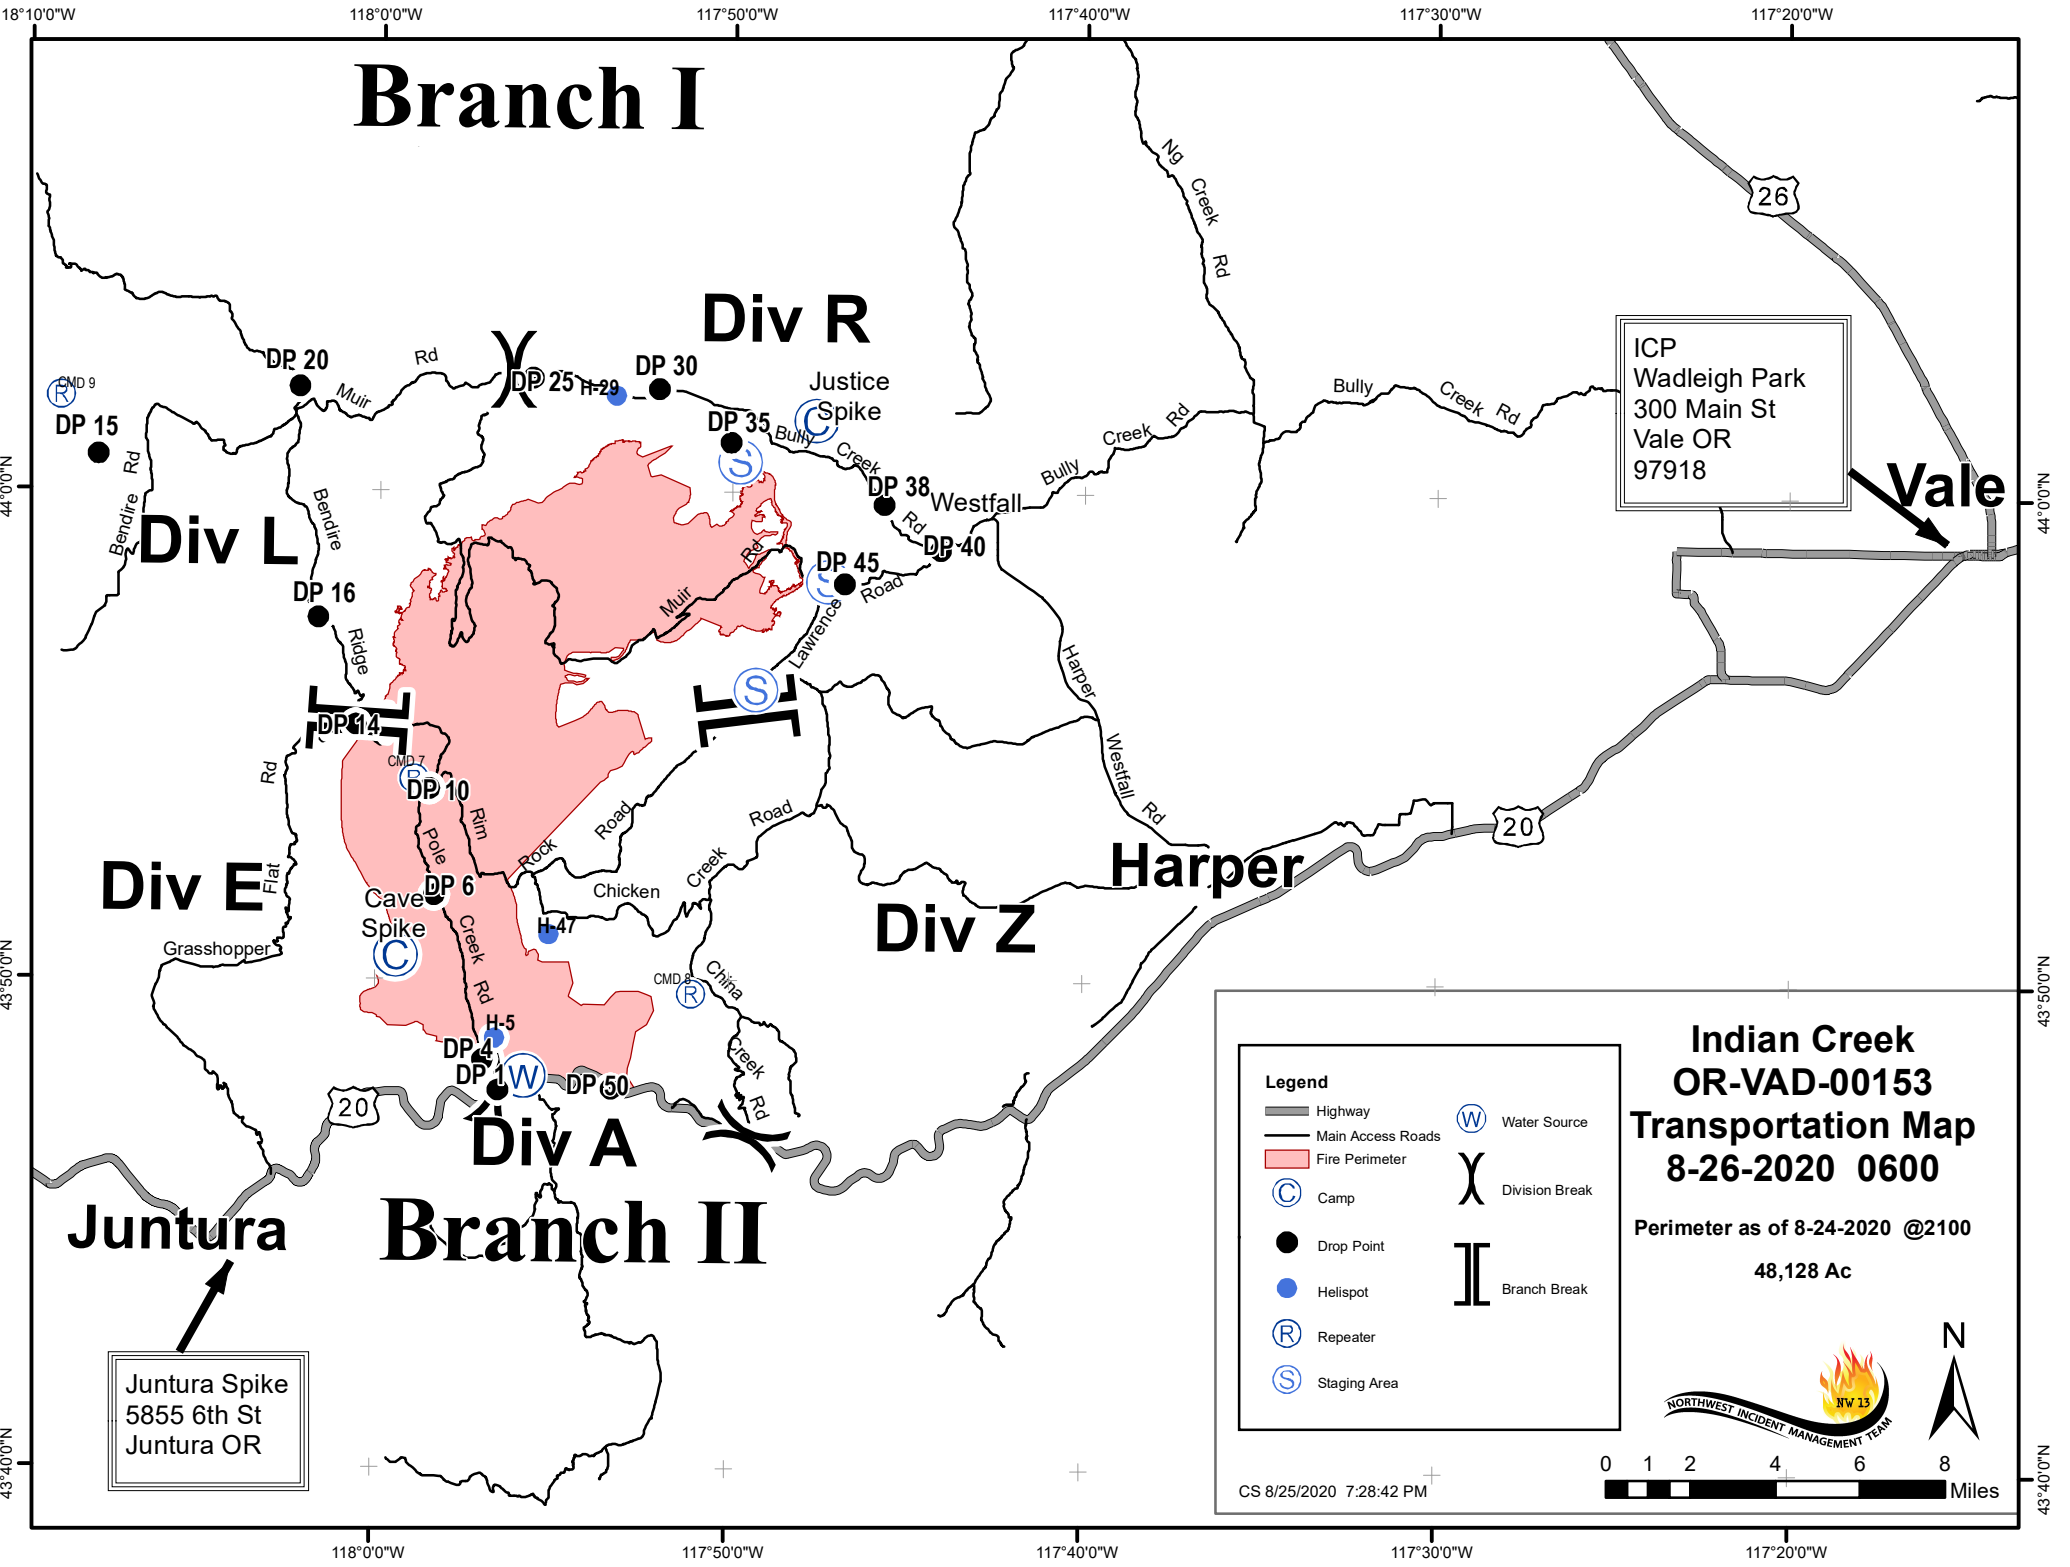 18°10'0"W
118°0'0"W
117°50'0"W
117°40'0"W
117°30'0"W
117°20'0"W
Branch I
Ng
Creek
Rd
26
Div R
ICP
Wadleigh Park
300 Main St
Vale OR
97918
Vale
DP 20
Rd
Muir
DP 25
H-29
DP 30
Justice
Spike
C
DP 35
S
Bully
Creek
Rd
DP 38
Westfall
DP 40
Bully
Creek
Rd
Bully
Creek
Rd
CMD 9
R
DP 15
Rd
Bendire
Bendire
Div L
44°0'0"N
44°0'0"N
DP 16
Ridge
Rd
Muir
DP 45
S
Road
Lawrence
S
Harper
Westfall
Rd
DP 14
CMD 7
R
DP 10
Rim
Pole
Rd
Flat
Road
Rock
Road
Creek
Chicken
20
Harper
Div E
DP 6
Cave
Spike
C
Creek
Rd
H-47
Div Z
Grasshopper
43°50'0"N
43°50'0"N
CMD 8
R
China
Creek
Rd
H-5
DP 4
DP 1
W
DP 50
20
Div A
Branch II
Juntura
Juntura Spike
5855 6th St
Juntura OR
Legend
Highway
Main Access Roads
Fire Perimeter
C
Camp
Drop Point
Helispot
R
Repeater
S
Staging Area
W
Water Source
Division Break
Branch Break
Indian Creek
OR-VAD-00153
Transportation Map
8-26-2020 0600
Perimeter as of 8-24-2020 @2100
48,128 Ac
N
NW 13
NORTHWEST INCIDENT MANAGEMENT TEAM
0 1 2 4 6 8
Miles
CS 8/25/2020 7:28:42 PM
43°40'0"N
43°40'0"N
118°0'0"W
117°50'0"W
117°40'0"W
117°30'0"W
117°20'0"W